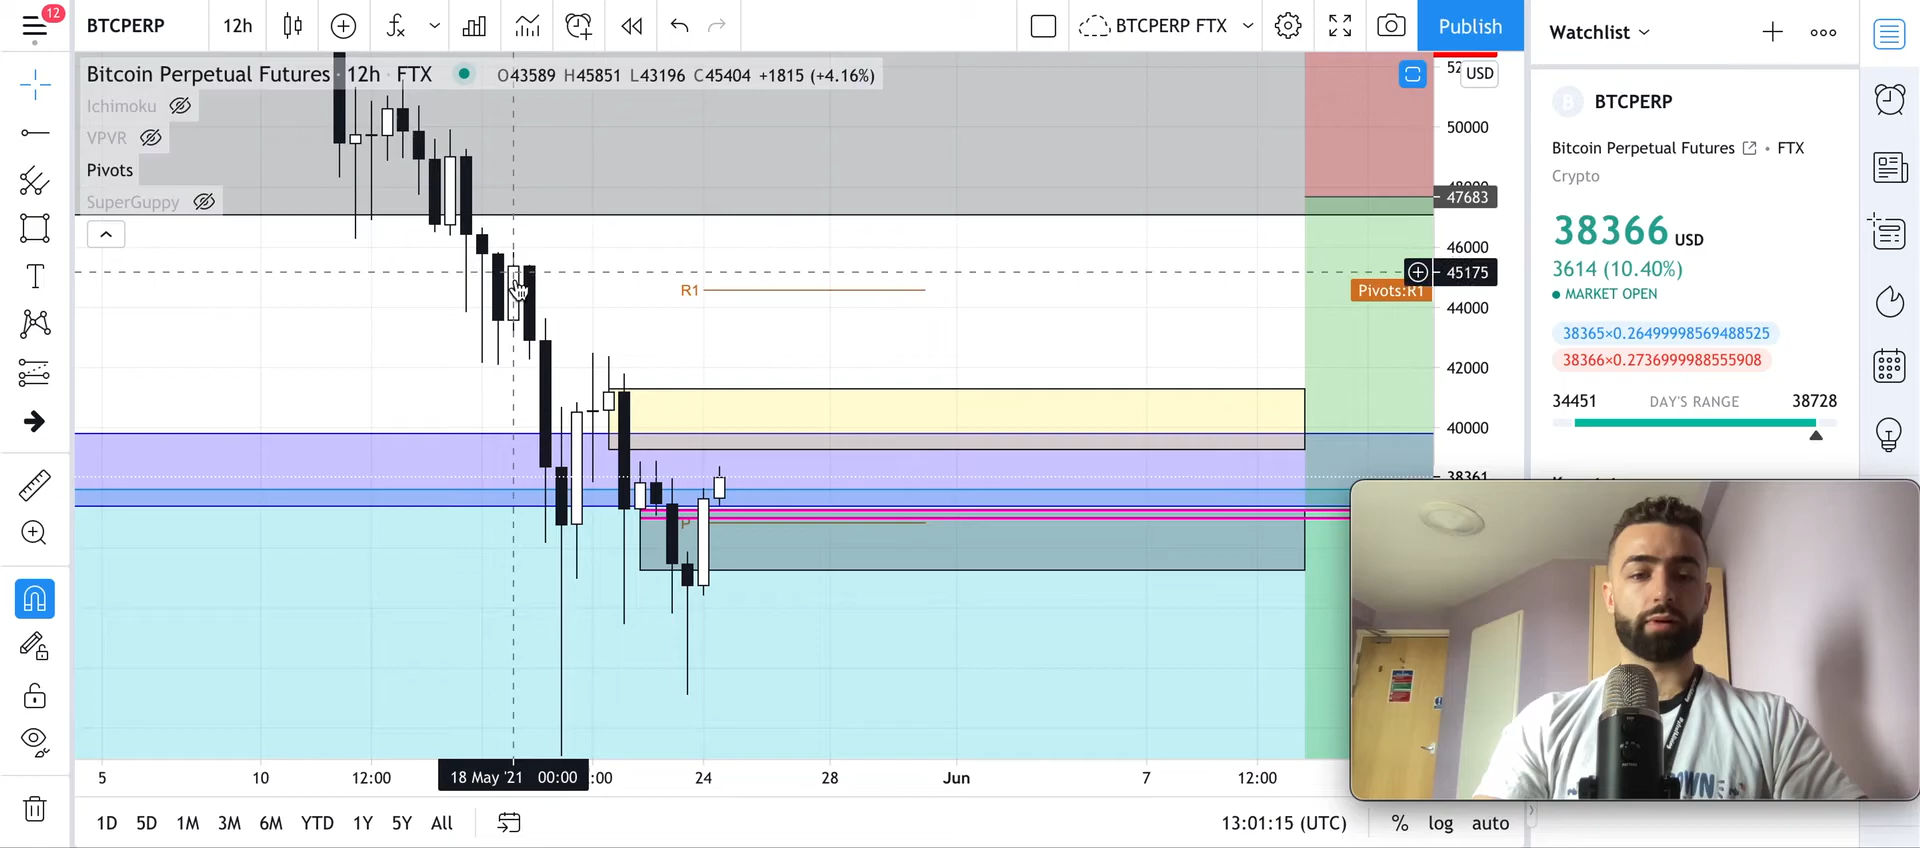 12
BTCPERP
12h
BTCPERP FTX
Publish
Watchlist
Bitcoin Perpetual Futures · 12h · FTX
O43589 H45851 L43196 C45404 +1815 (+4.16%)
Ichimoku
VPVR
Pivots
SuperGuppy
USD
50000
47683
46000
45175
Pivots:R1
R1
44000
42000
40000
38361
P
BTCPERP
Bitcoin Perpetual Futures • FTX
Crypto
38366 USD
3614 (10.40%)
MARKET OPEN
38365×0.26499998569488525
38366×0.2736999988555908
34451 DAY'S RANGE 38728
5
10
12:00
18 May '21 00:00
:00
24
28
Jun
7
12:00
1D 5D 1M 3M 6M YTD 1Y 5Y All
13:01:15 (UTC)
% log auto